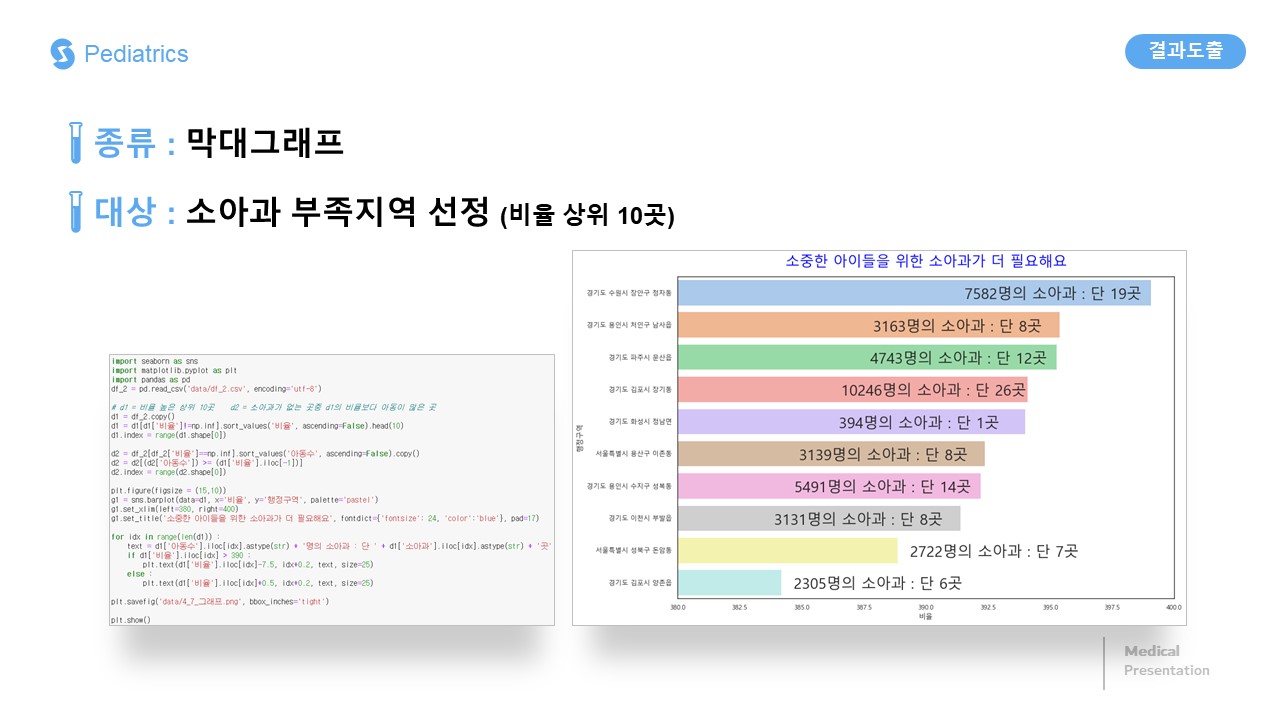 Pediatrics
결과도출
종류 : 막대그래프
대상 : 소아과 부족지역 선정 (비율 상위 10곳)
import seaborn as sns
import matplotlib.pyplot as plt
import pandas as pd
df_2 = pd.read_csv('data/df_2.csv', encoding='utf-8')
# d1 = 비율 높은 상위 10곳 d2 = 소아과가 없는 곳중 d1의 비율보다 아동이 많은 곳
d1 = df_2.copy()
d1 = d1[d1['비율']!=np.inf].sort_values('비율', ascending=False).head(10)
d1.index = range(d1.shape[0])
d2 = df_2[df_2['비율']==np.inf].sort_values('아동수', ascending=False).copy()
d2 = d2[(d2['아동수']) >= (d1['비율'].iloc[-1])]
d2.index = range(d2.shape[0])
plt.figure(figsize = (15,10))
g1 = sns.barplot(data=d1, x='비율', y='행정구역', palette='pastel')
g1.set_xlim(left=380, right=400)
g1.set_title('소중한 아이들을 위한 소아과가 더 필요해요', fontdict={'fontsize': 24, 'color':'blue'}, pad=17)
for idx in range(len(d1)) :
text = d1['아동수'].iloc[idx].astype(str) + '명의 소아과 : 단 ' + d1['소아과'].iloc[idx].astype(str) + '곳'
if d1['비율'].iloc[idx] > 390 :
plt.text(d1['비율'].iloc[idx]-7.5, idx+0.2, text, size=25)
else :
plt.text(d1['비율'].iloc[idx]+0.5, idx+0.2, text, size=25)
plt.savefig('data/4_7_그래프.png', bbox_inches='tight')
plt.show()
소중한 아이들을 위한 소아과가 더 필요해요
행정구역
경기도 수원시 장안구 정자동 7582명의 소아과 : 단 19곳
경기도 용인시 처인구 남사읍 3163명의 소아과 : 단 8곳
경기도 파주시 문산읍 4743명의 소아과 : 단 12곳
경기도 김포시 장기동 10246명의 소아과 : 단 26곳
경기도 화성시 정남면 394명의 소아과 : 단 1곳
서울특별시 용산구 이촌동 3139명의 소아과 : 단 8곳
경기도 용인시 수지구 성복동 5491명의 소아과 : 단 14곳
경기도 이천시 부발읍 3131명의 소아과 : 단 8곳
서울특별시 성북구 돈암동 2722명의 소아과 : 단 7곳
경기도 김포시 양촌읍 2305명의 소아과 : 단 6곳
380.0 382.5 385.0 387.5 390.0 392.5 395.0 397.5 400.0
비율
Medical
Presentation